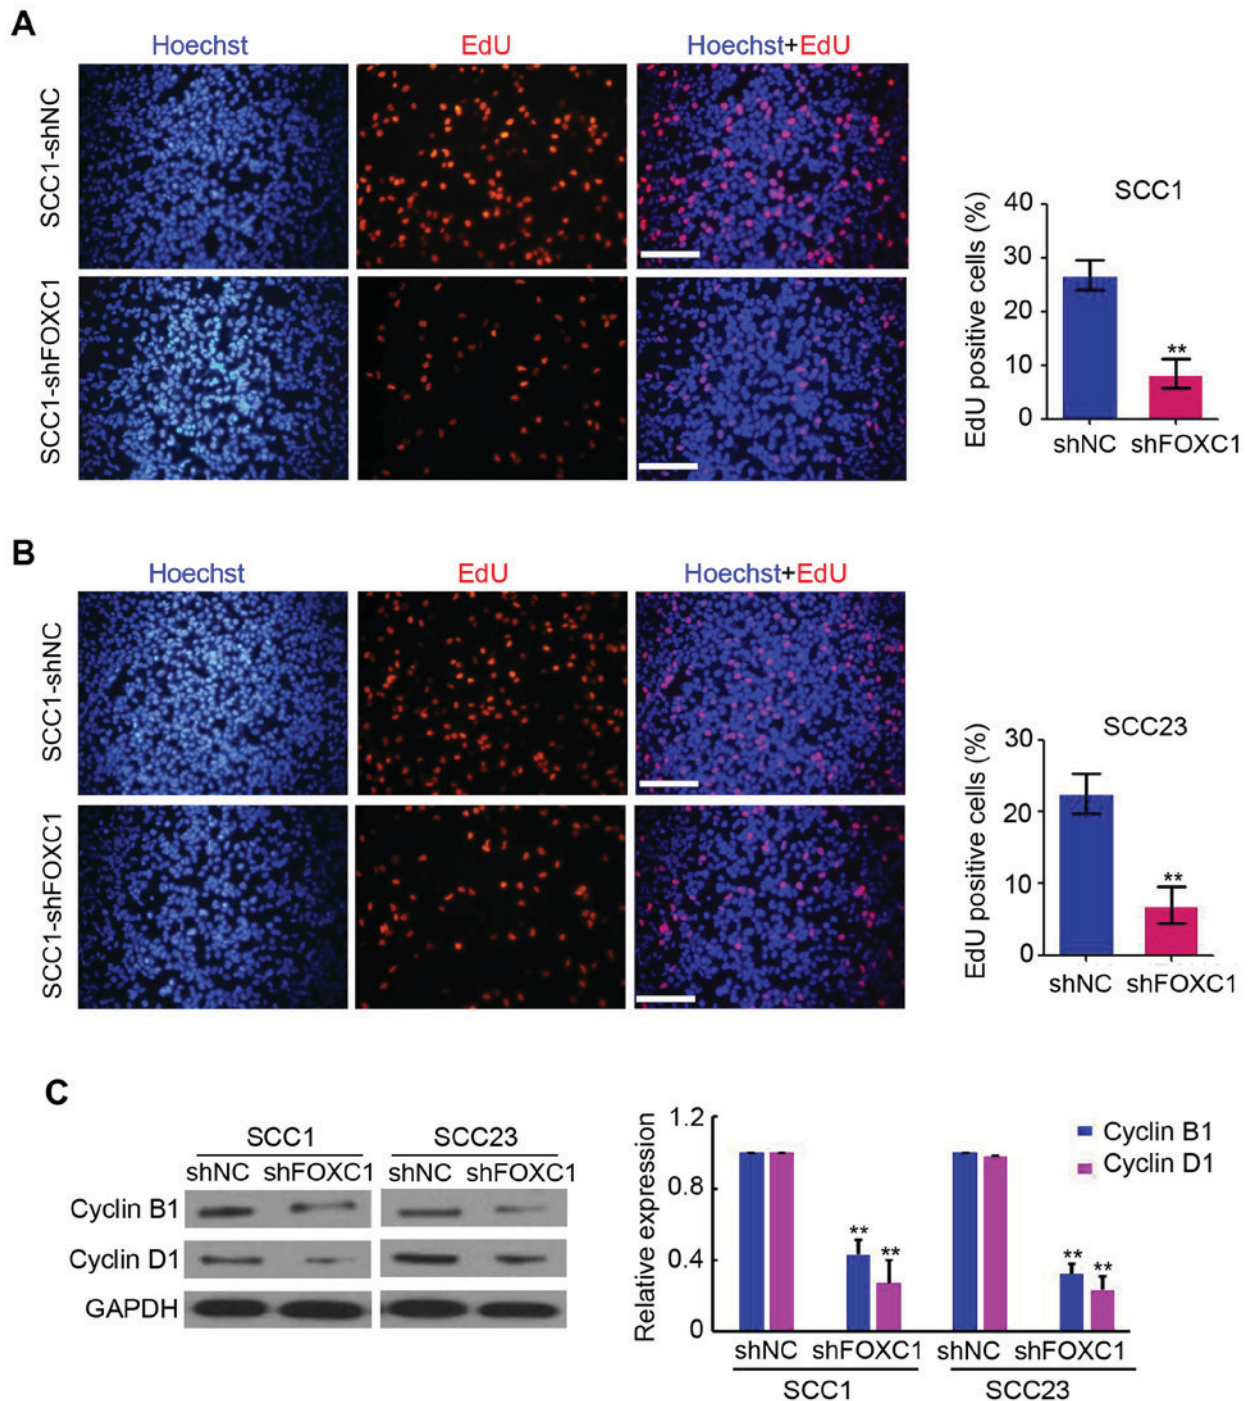 A
Hoechst EdU Hoechst+EdU
SCC1-shNC
SCC1-shFOXC1
SCC1
EdU positive cells (%)
40
30
20
10
0
**
shNC shFOXC1
B
Hoechst EdU Hoechst+EdU
SCC1-shNC
SCC1-shFOXC1
SCC23
EdU positive cells (%)
30
20
10
0
**
shNC shFOXC1
C
SCC1 SCC23
shNC shFOXC1 shNC shFOXC1
Cyclin B1
Cyclin D1
GAPDH
Relative expression
1.2
0.8
0.4
0
Cyclin B1
Cyclin D1
** ** ** **
shNC shFOXC1 shNC shFOXC1
SCC1 SCC23